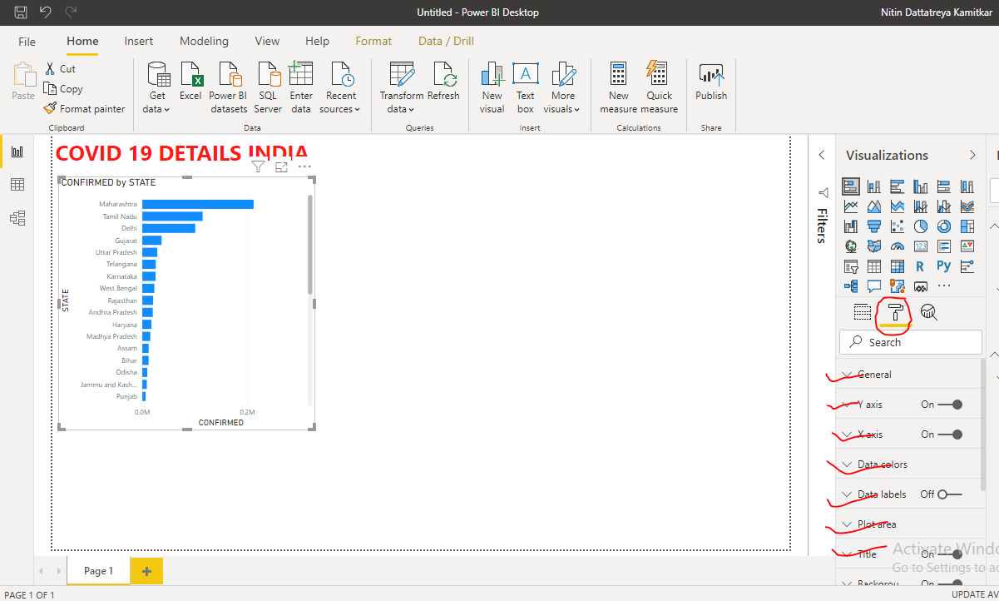 Untitled - Power BI Desktop
Nitin Dattatreya Kamitkar
File Home Insert Modeling View Help Format Data / Drill
Paste
Cut
Copy
Format painter
Clipboard
Get data
Excel
Power BI datasets
SQL Server
Enter data
Recent sources
Data
Transform data
Refresh
Queries
New visual
Text box
More visuals
Insert
New measure
Quick measure
Calculations
Publish
Share
COVID 19 DETAILS INDIA
CONFIRMED by STATE
STATE
Maharashtra
Tamil Nadu
Delhi
Gujarat
Uttar Pradesh
Telangana
Karnataka
West Bengal
Rajasthan
Andhra Pradesh
Haryana
Madhya Pradesh
Assam
Bihar
Odisha
Jammu and Kash...
Punjab
0.0M 0.2M
CONFIRMED
Filters
Visualizations
123
R Py
Search
General
Y axis On
X axis On
Data colors
Data labels Off
Plot area
Title On
Backgrou On
Activate Windo
Go to Settings to ac
Page 1
PAGE 1 OF 1
UPDATE AV